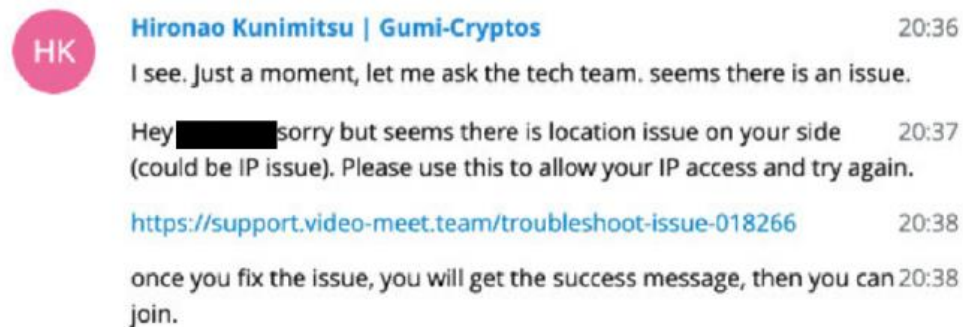 HK
Hironao Kunimitsu | Gumi-Cryptos 20:36
I see. Just a moment, let me ask the tech team. seems there is an issue.
Hey sorry but seems there is location issue on your side 20:37
(could be IP issue). Please use this to allow your IP access and try again.
https://support.video-meet.team/troubleshoot-issue-018266 20:38
once you fix the issue, you will get the success message, then you can 20:38
join.